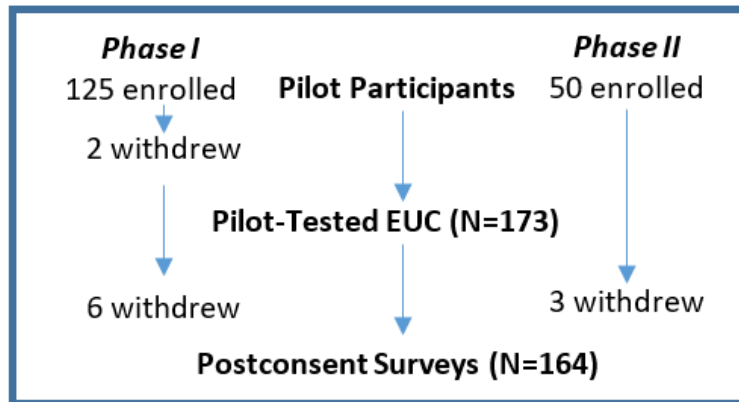 Phase I
Phase II
125 enrolled
Pilot Participants
50 enrolled
2 withdrew
Pilot-Tested EUC (N=173)
6 withdrew
3 withdrew
Postconsent Surveys (N=164)